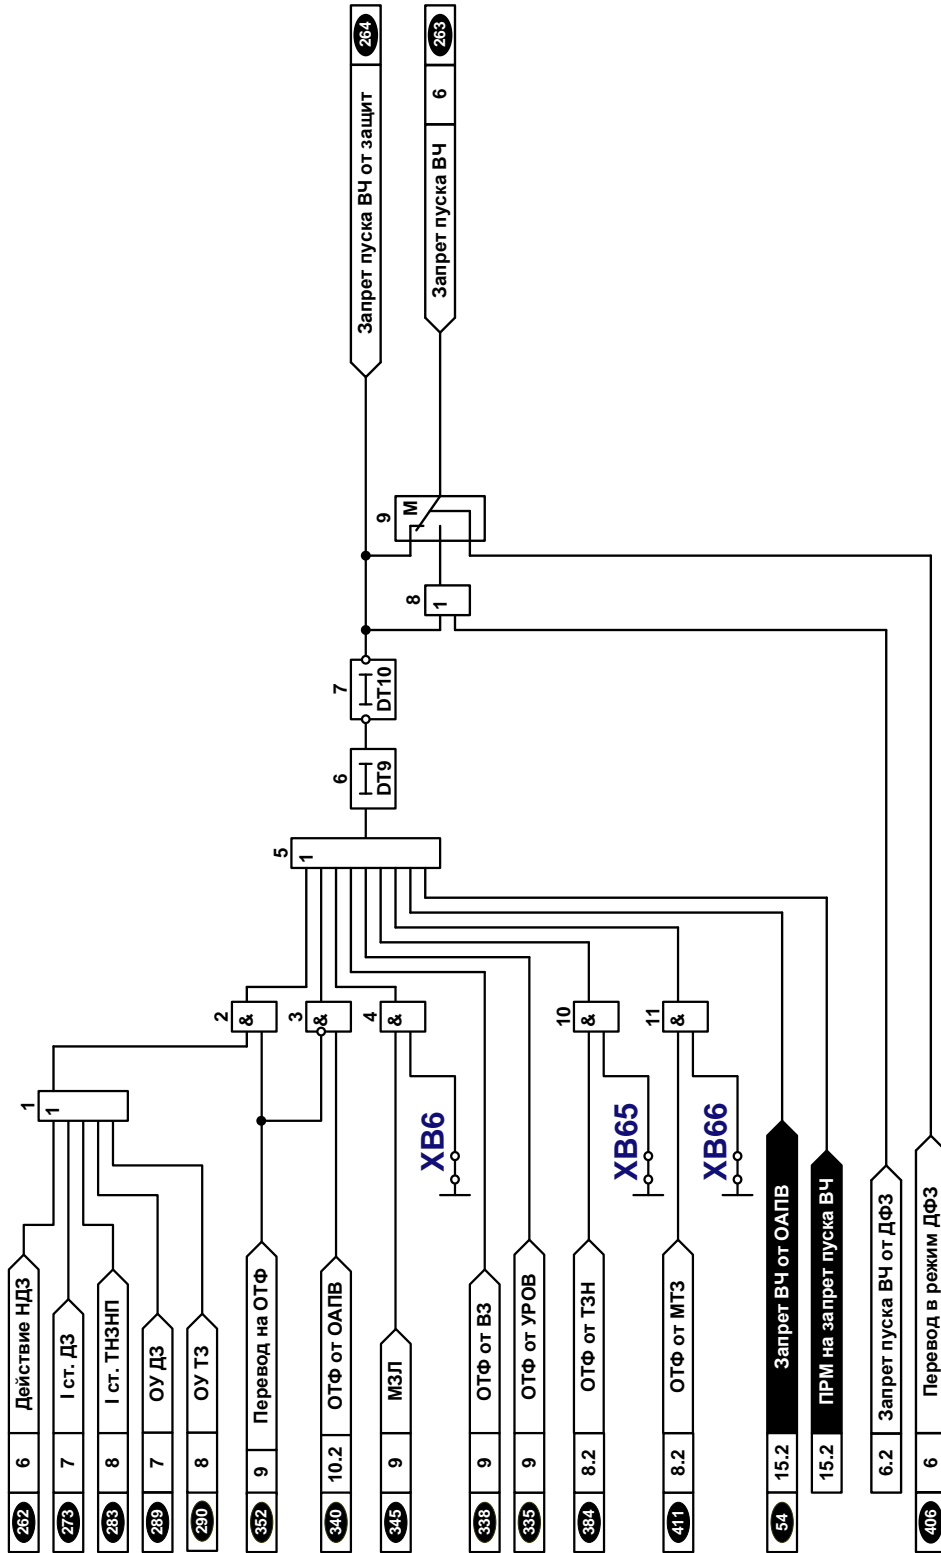 262 6 Действие НДЗ
273 7 I ст. ДЗ
283 8 I ст. ТНЗНП
289 7 ОУ ДЗ
290 8 ОУ ТЗ
352 9 Перевод на ОТФ
340 10.2 ОТФ от ОАПВ
345 9 МЗЛ
338 9 ОТФ от ВЗ
335 9 ОТФ от УРОВ
384 8.2 ОТФ от ТЗН
411 8.2 ОТФ от МТЗ
54 15.2 Запрет ВЧ от ОАПВ
15.2 ПРМ на запрет пуска ВЧ
6.2 Запрет пуска ВЧ от ДФЗ
406 6 Перевод в режим ДФЗ
XB6
XB65
XB66
1
1
2
&
3
&
4
&
10
&
11
&
5
1
6
DT9
7
DT10
8
1
9
M
Запрет пуска ВЧ от защит 264
Запрет пуска ВЧ 6 263